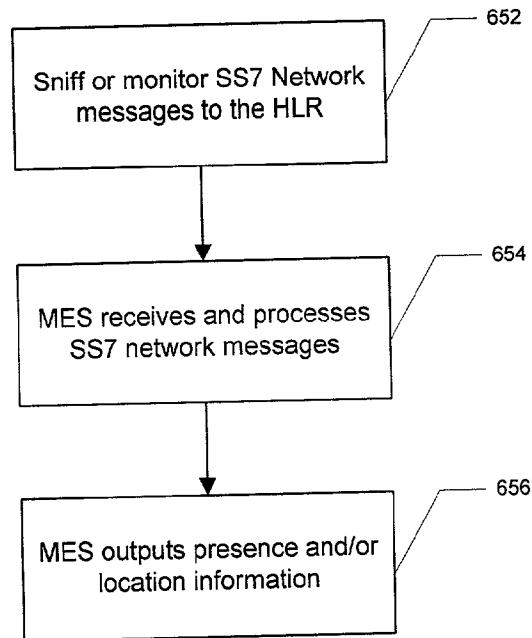 652
Sniff or monitor SS7 Network
messages to the HLR
654
MES receives and processes
SS7 network messages
656
MES outputs presence and/or
location information